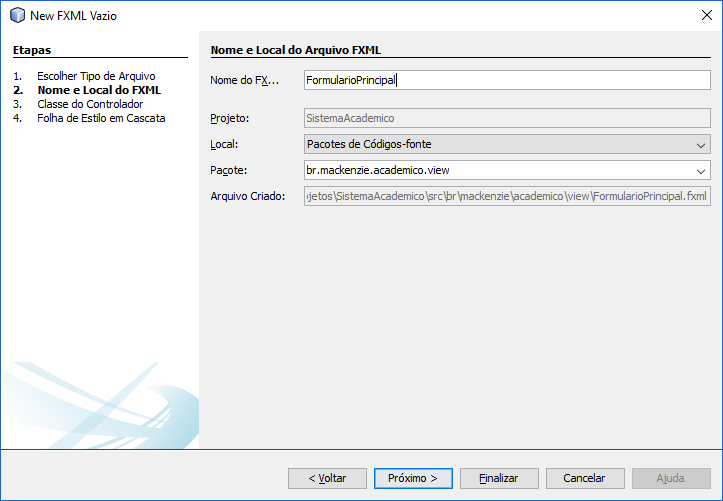 New FXML Vazio
Etapas
1. Escolher Tipo de Arquivo
2. Nome e Local do FXML
3. Classe do Controlador
4. Folha de Estilo em Cascata
Nome e Local do Arquivo FXML
Nome do FX... FormularioPrincipal
Projeto: SistemaAcademico
Local: Pacotes de Códigos-fonte
Pacote: br.mackenzie.academico.view
Arquivo Criado: ojetos\SistemaAcademico\src\br\mackenzie\academico\view\FormularioPrincipal.fxml
< Voltar Próximo > Finalizar Cancelar Ajuda